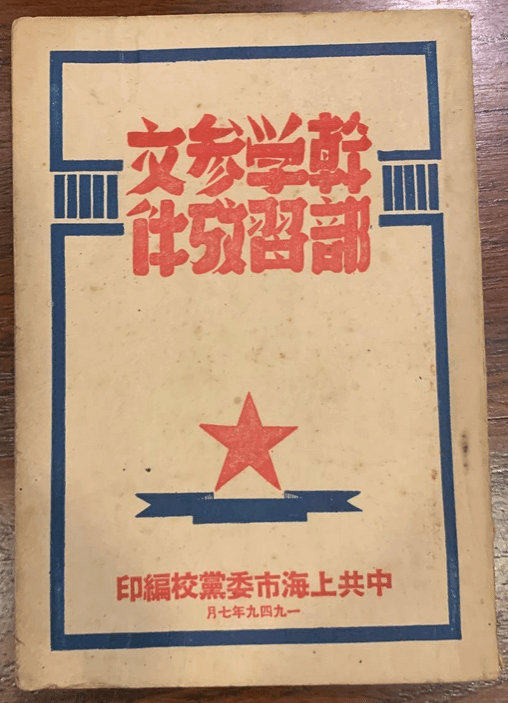 幹部
学習
参攷
文件
中共上海市委黨校編印
一九四九年七月